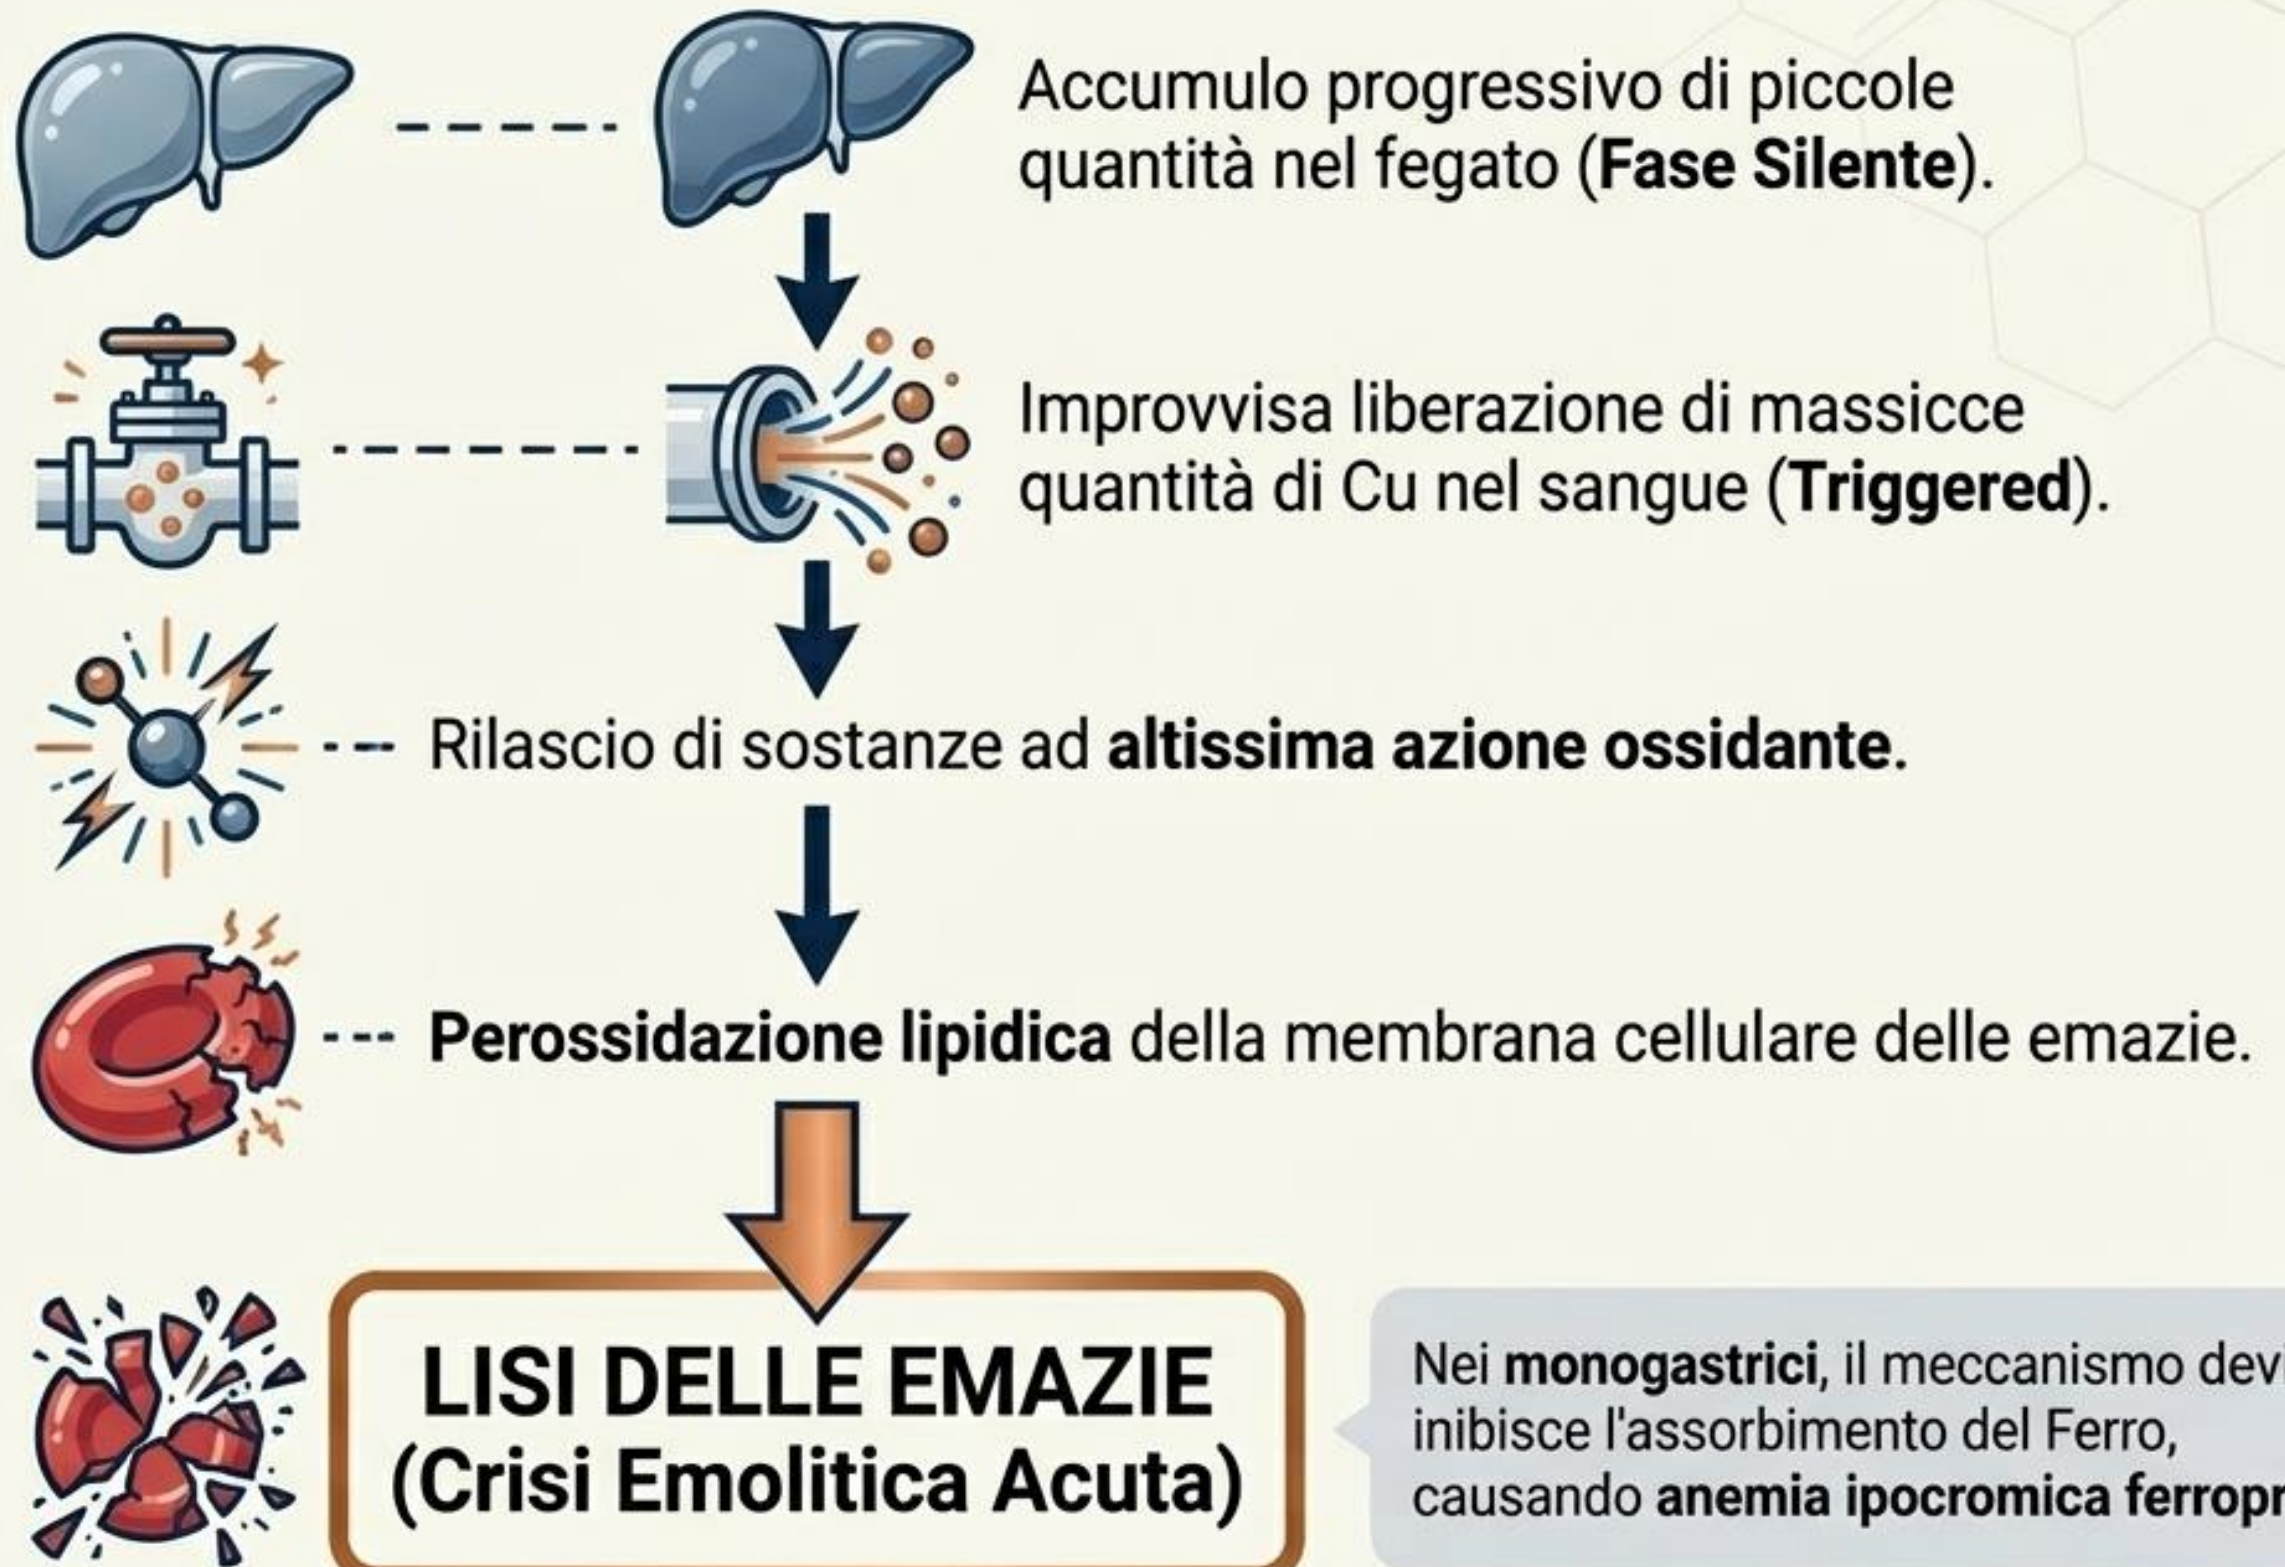 Accumulo progressivo di piccole
quantità nel fegato (Fase Silente).
Improvvisa liberazione di massicce
quantità di Cu nel sangue (Triggered).
Rilascio di sostanze ad altissima azione ossidante.
Perossidazione lipidica della membrana cellulare delle emazie.
LISI DELLE EMAZIE
(Crisi Emolitica Acuta)
Nei monogastrici, il meccanismo
inibisce l'assorbimento del Ferro,
causando anemia ipocromica